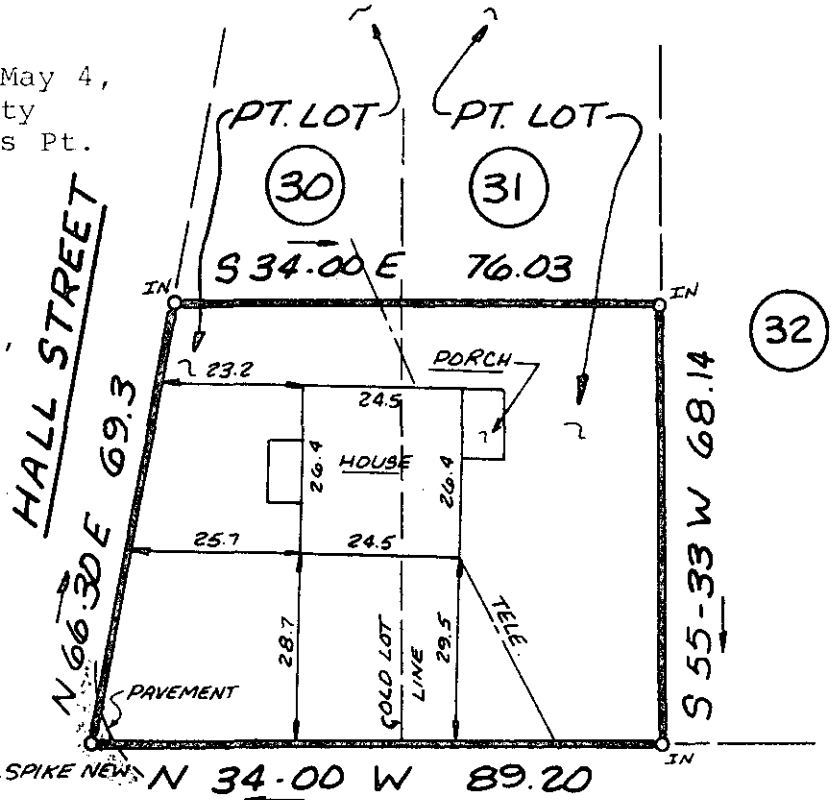 May 4,
ty
s Pt.
PT. LOT
PT. LOT
30
31
32
HALL STREET
S 34.00 E 76.03
IN
IN
,
PORCH
23.2
24.5
HOUSE
26.4
26.4
N 66.30 E 69.3
S 55-33 W 68.14
25.7
24.5
28.7
29.5
TELE.
LOT
LINE
PAVEMENT
IN
SPIKE NEW
N 34.00 W 89.20